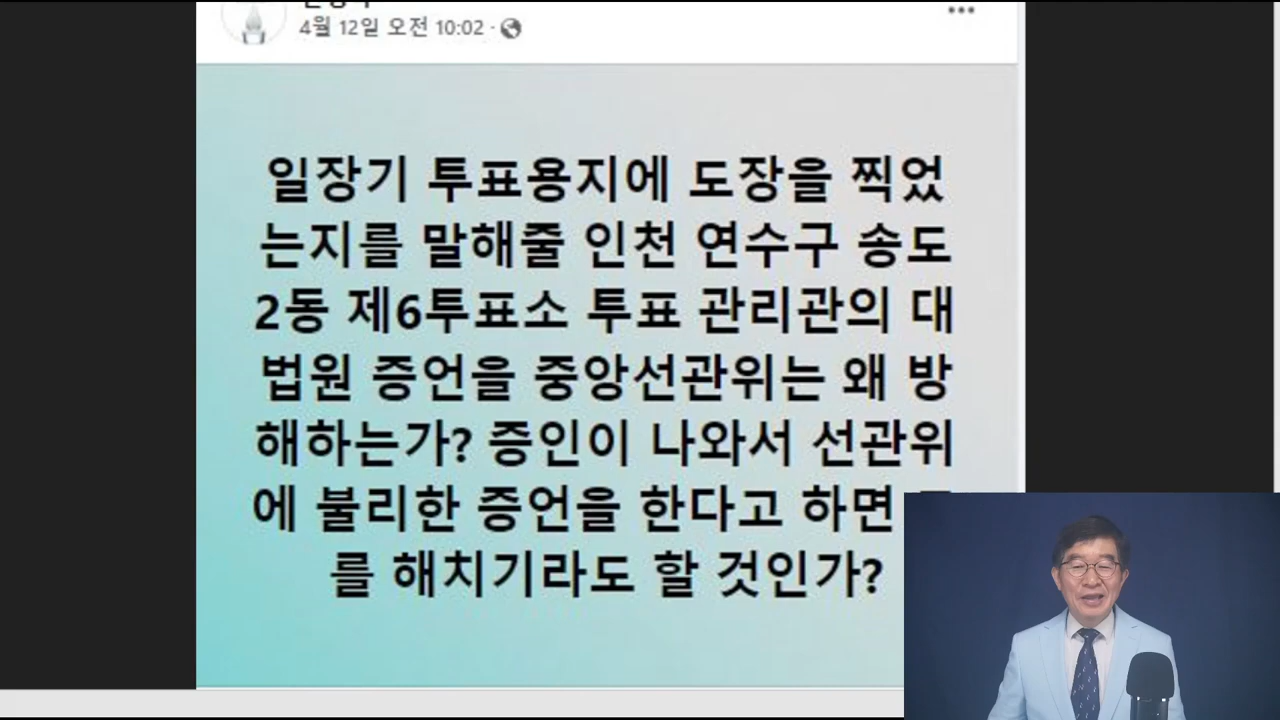 4월 12일 오전 10:02 ·
일장기 투표용지에 도장을 찍었
는지를 말해줄 인천 연수구 송도
2동 제6투표소 투표 관리관의 대
법원 증언을 중앙선관위는 왜 방
해하는가? 증인이 나와서 선관위
에 불리한 증언을 한다고 하면
를 해치기라도 할 것인가?